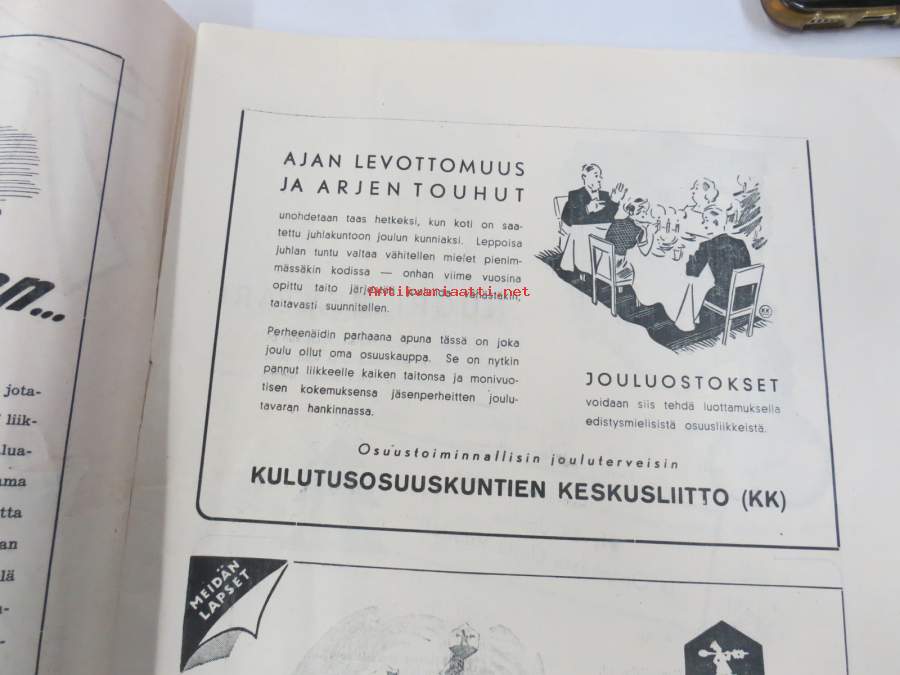 n...
jota-
liik-
lua-
ma
tta
an
lä
a-
AJAN LEVOTTOMUUS
JA ARJEN TOUHUT
unohdetaan taas hetkeksi, kun koti on saa-
tettu juhlakuntoon joulun kunniaksi. Leppoisa
juhlan tuntu valtaa vähitellen mielet pienim-
mässäkin kodissa — onhan viime vuosina
opittu taito järjestää
taitavasti suunnitellen.
Antikvariaatti.net
Perheenäidin parhaana apuna tässä on joka
joulu ollut oma osuuskauppa. Se on nytkin
pannut liikkeelle kaiken taitonsa ja monivuo-
tisen kokemuksensa jäsenperheitten joulu-
tavaran hankinnassa.
KK
JOULUOSTOKSET
voidaan siis tehdä luottamuksella
edistysmielisistä osuusliikkeistä.
Osuustoiminnallisin jouluterveisin
KULUTUSOSUUSKUNTIEN KESKUSLIITTO (KK)
MEIDÄN
LAPSET